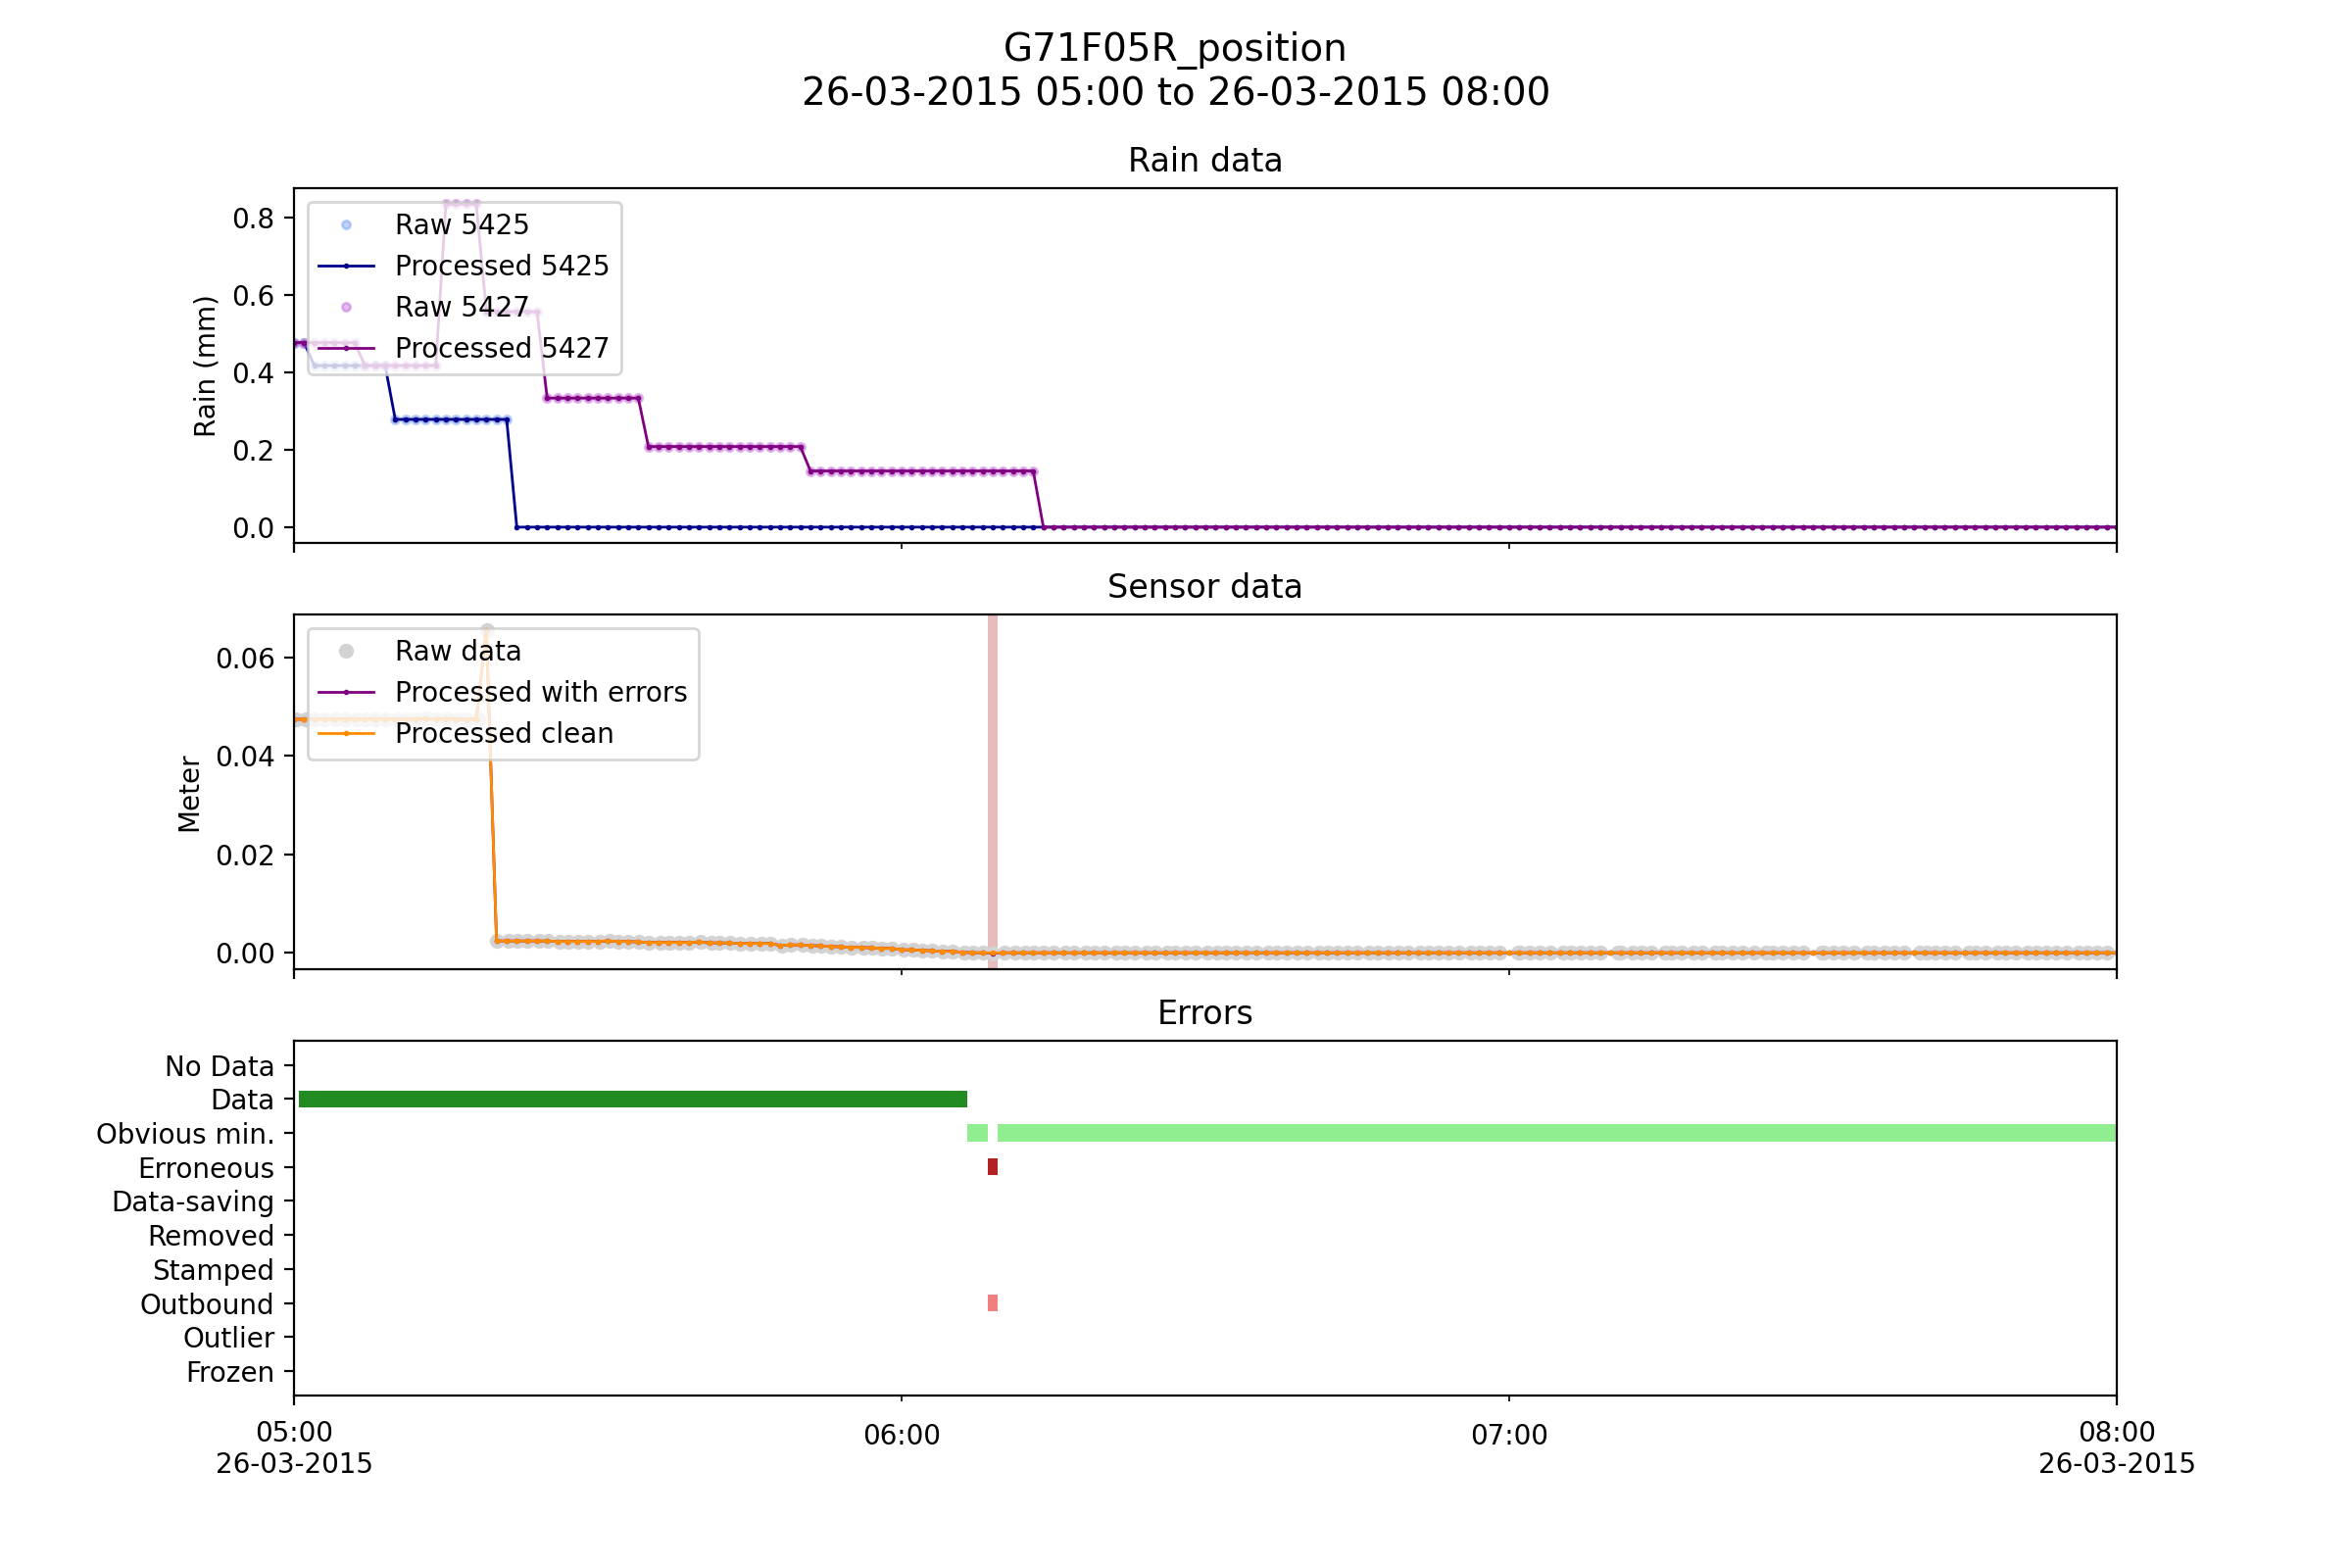 G71F05R_position
26-03-2015 05:00 to 26-03-2015 08:00
Rain data
Rain (mm)
0.8
0.6
0.4
0.2
0.0
Raw 5425
Processed 5425
Raw 5427
Processed 5427
Sensor data
Meter
0.06
0.04
0.02
0.00
Raw data
Processed with errors
Processed clean
Errors
No Data
Data
Obvious min.
Erroneous
Data-saving
Removed
Stamped
Outbound
Outlier
Frozen
05:00
26-03-2015
06:00
07:00
08:00
26-03-2015